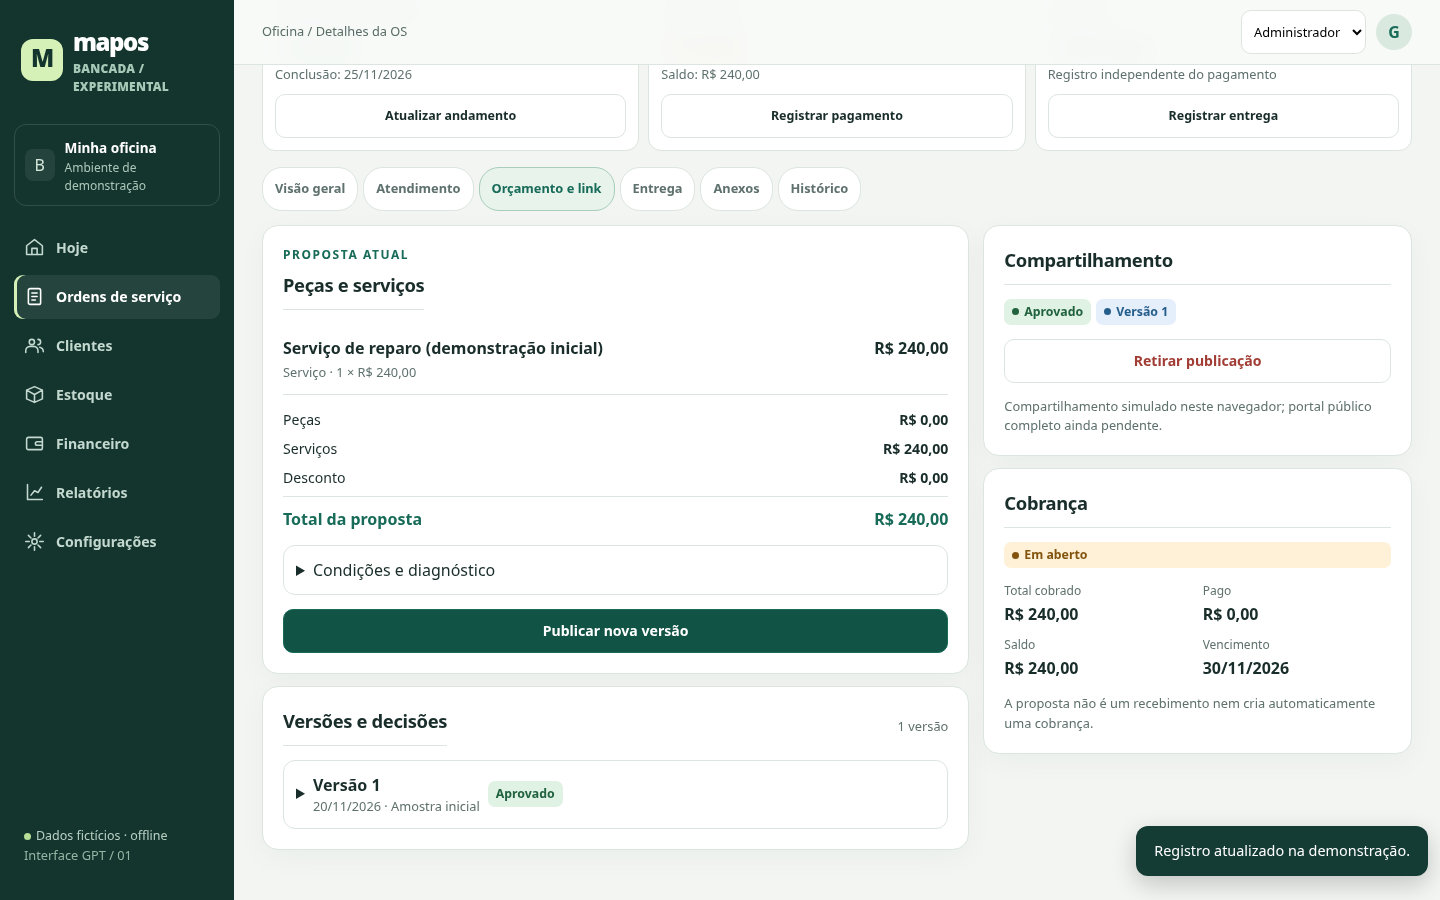 M
mapos
BANCADA /
EXPERIMENTAL
B
Minha oficina
Ambiente de
demonstração
Hoje
Ordens de serviço
Clientes
Estoque
Financeiro
Relatórios
Configurações
Dados fictícios · offline
Interface GPT / 01
Oficina / Detalhes da OS
Administrador
G
Conclusão: 25/11/2026
Atualizar andamento
Saldo: R$ 240,00
Registrar pagamento
Registro independente do pagamento
Registrar entrega
Visão geral
Atendimento
Orçamento e link
Entrega
Anexos
Histórico
PROPOSTA ATUAL
Peças e serviços
Serviço de reparo (demonstração inicial) R$ 240,00
Serviço · 1 × R$ 240,00
Peças R$ 0,00
Serviços R$ 240,00
Desconto R$ 0,00
Total da proposta R$ 240,00
Condições e diagnóstico
Publicar nova versão
Versões e decisões
1 versão
Versão 1
20/11/2026 · Amostra inicial
Aprovado
Compartilhamento
Aprovado
Versão 1
Retirar publicação
Compartilhamento simulado neste navegador; portal público
completo ainda pendente.
Cobrança
Em aberto
Total cobrado
R$ 240,00
Pago
R$ 0,00
Saldo
R$ 240,00
Vencimento
30/11/2026
A proposta não é um recebimento nem cria automaticamente
uma cobrança.
Registro atualizado na demonstração.